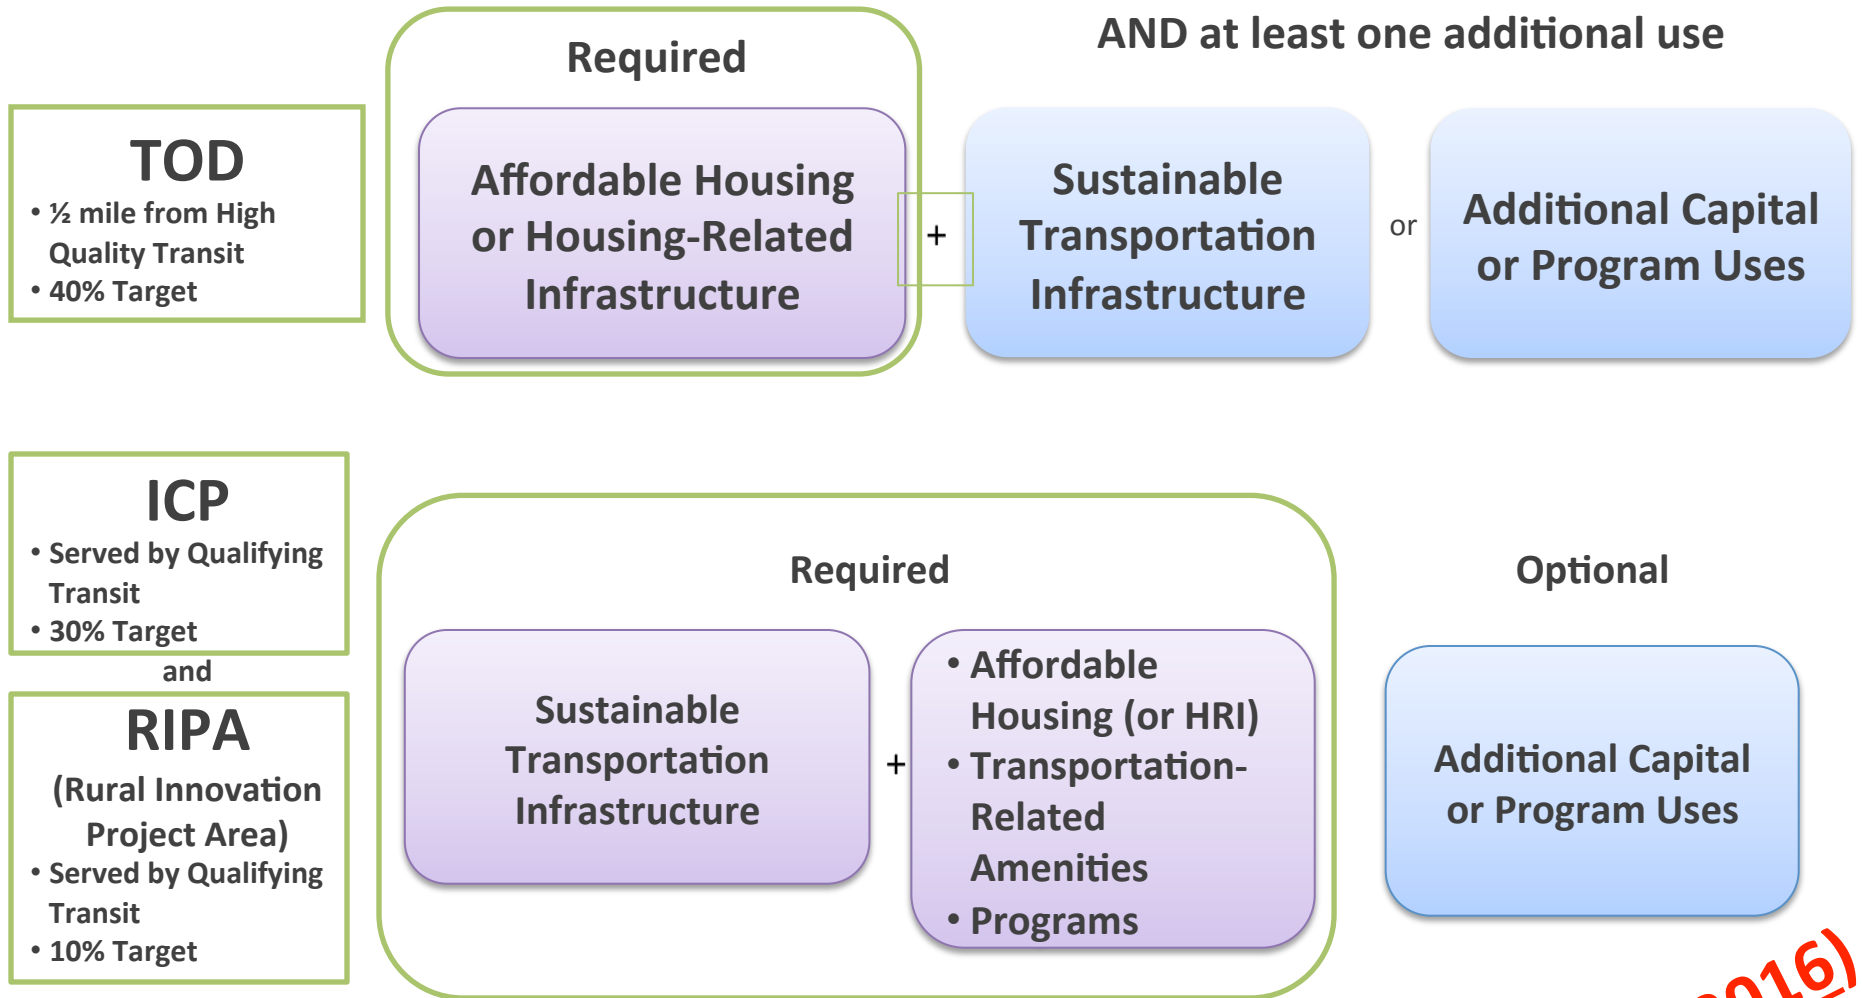 Required
AND at least one additional use
TOD
• ½ mile from High
Quality Transit
• 40% Target
Affordable Housing
or Housing-Related
Infrastructure
+
Sustainable
Transportation
Infrastructure
or
Additional Capital
or Program Uses
ICP
• Served by Qualifying
Transit
• 30% Target
and
RIPA
(Rural Innovation
Project Area)
• Served by Qualifying
Transit
• 10% Target
Required
Sustainable
Transportation
Infrastructure
+
• Affordable
Housing (or HRI)
• Transportation-
Related
Amenities
• Programs
Optional
Additional Capital
or Program Uses